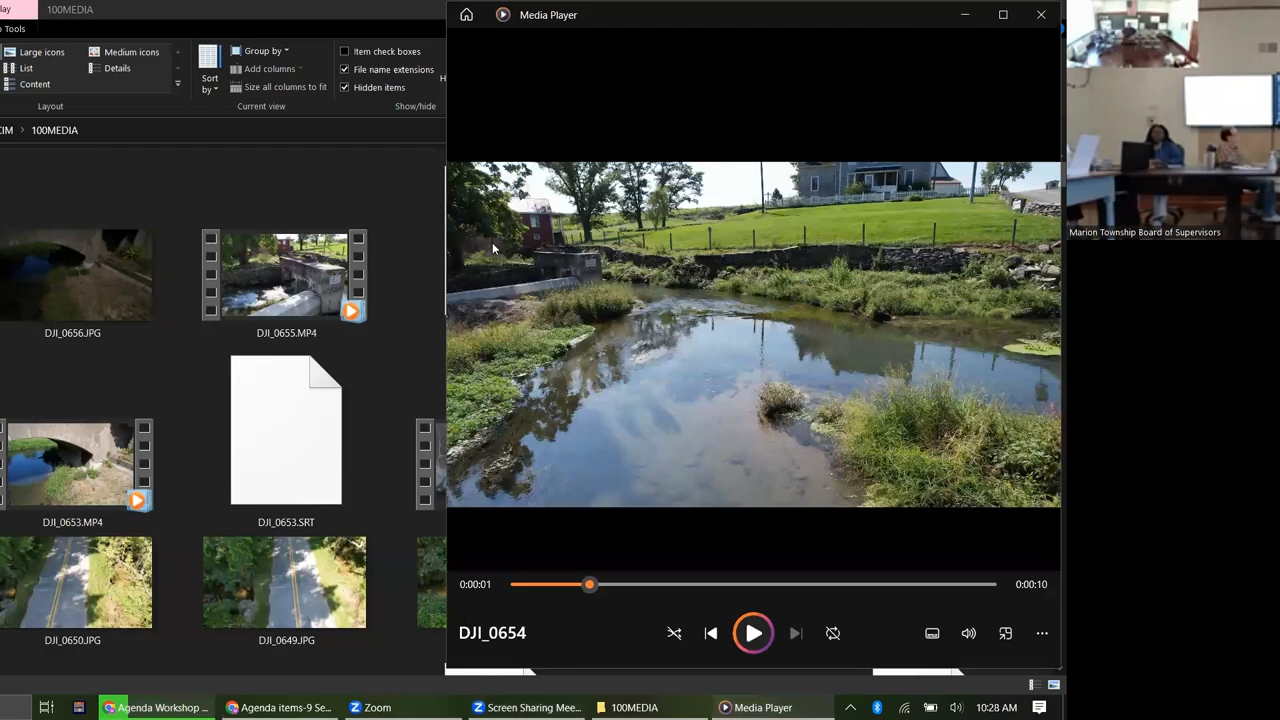 lay
100MEDIA
Media Player
Tools
Large icons
Medium icons
List
Details
Content
Layout
Sort
by
Group by
Add columns
Size all columns to fit
Current view
Item check boxes
File name extensions
Hidden items
Show/hide
H
CIM > 100MEDIA
Marion Township Board of Supervisors
DJI_0656.JPG
DJI_0655.MP4
DJI_0653.MP4
DJI_0653.SRT
DJI_0650.JPG
DJI_0649.JPG
0:00:01
0:00:10
DJI_0654
Agenda Workshop ...
Agenda items-9 Se...
Zoom
Screen Sharing Mee...
100MEDIA
Media Player
10:28 AM